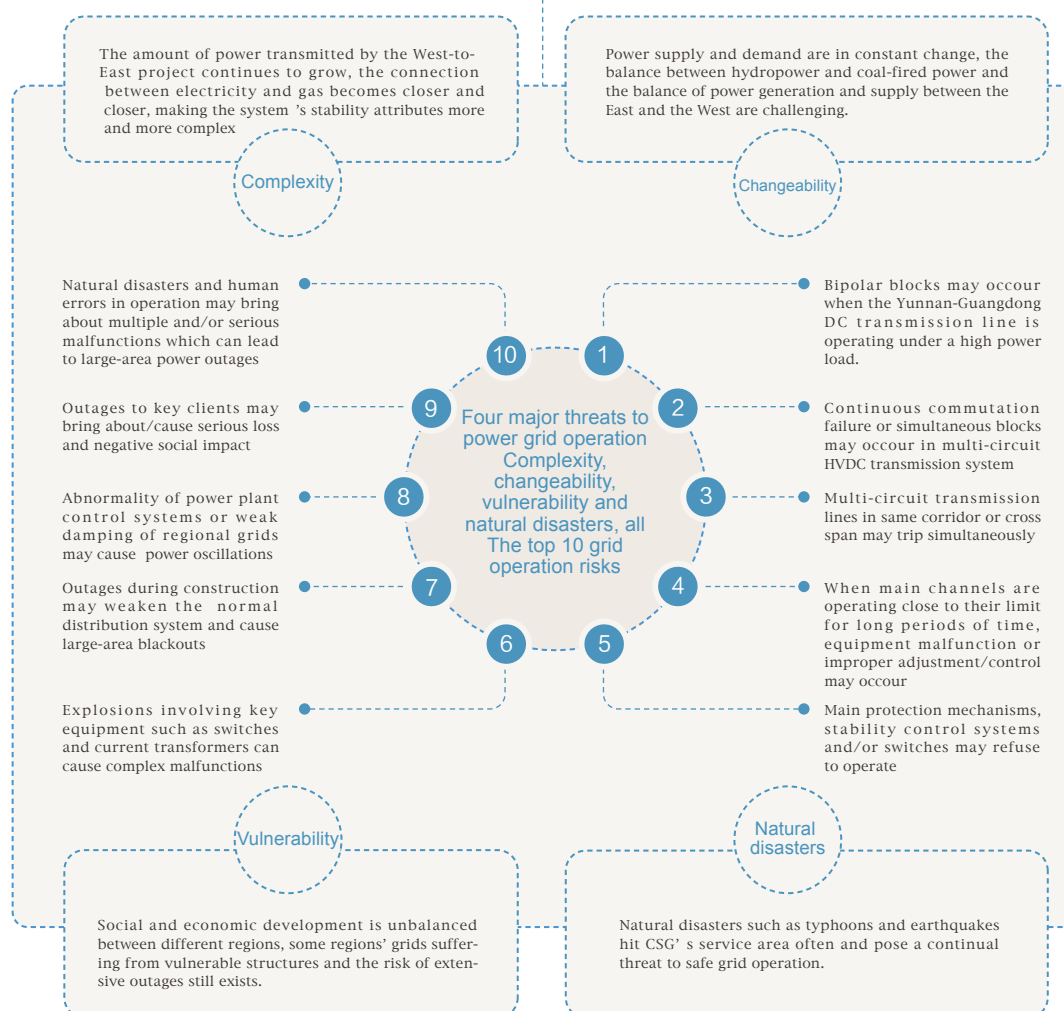 The amount of power transmitted by the West-to-
East project continues to grow, the connection
between electricity and gas becomes closer and
closer, making the system 's stability attributes more
and more complex
Complexity
Power supply and demand are in constant change, the
balance between hydropower and coal-fired power and
the balance of power generation and supply between the
East and the West are challenging.
Changeability
Natural disasters and human
errors in operation may bring
about multiple and/or serious
malfunctions which can lead
to large-area power outages
Outages to key clients may
bring about/cause serious loss
and negative social impact
Abnormality of power plant
control systems or weak
damping of regional grids
may cause power oscillations
Outages during construction
may weaken the normal
distribution system and cause
large-area blackouts
Explosions involving key
equipment such as switches
and current transformers can
cause complex malfunctions
10
9
8
7
6
Four major threats to
power grid operation
Complexity,
changeability,
vulnerability and
natural disasters, all
The top 10 grid
operation risks
1
2
3
4
5
Bipolar blocks may occur
when the Yunnan-Guangdong
DC transmission line is
operating under a high power
load.
Continuous commutation
failure or simultaneous blocks
may occur in multi-circuit
HVDC transmission system
Multi-circuit transmission
lines in same corridor or cross
span may trip simultaneously
When main channels are
operating close to their limit
for long periods of time,
equipment malfunction or
improper adjustment/control
may occour
Main protection mechanisms,
stability control systems
and/or switches may refuse
to operate
Vulnerability
Social and economic development is unbalanced
between different regions, some regions' grids suffer-
ing from vulnerable structures and the risk of exten-
sive outages still exists.
Natural
disasters
Natural disasters such as typhoons and earthquakes
hit CSG' s service area often and pose a continual
threat to safe grid operation.